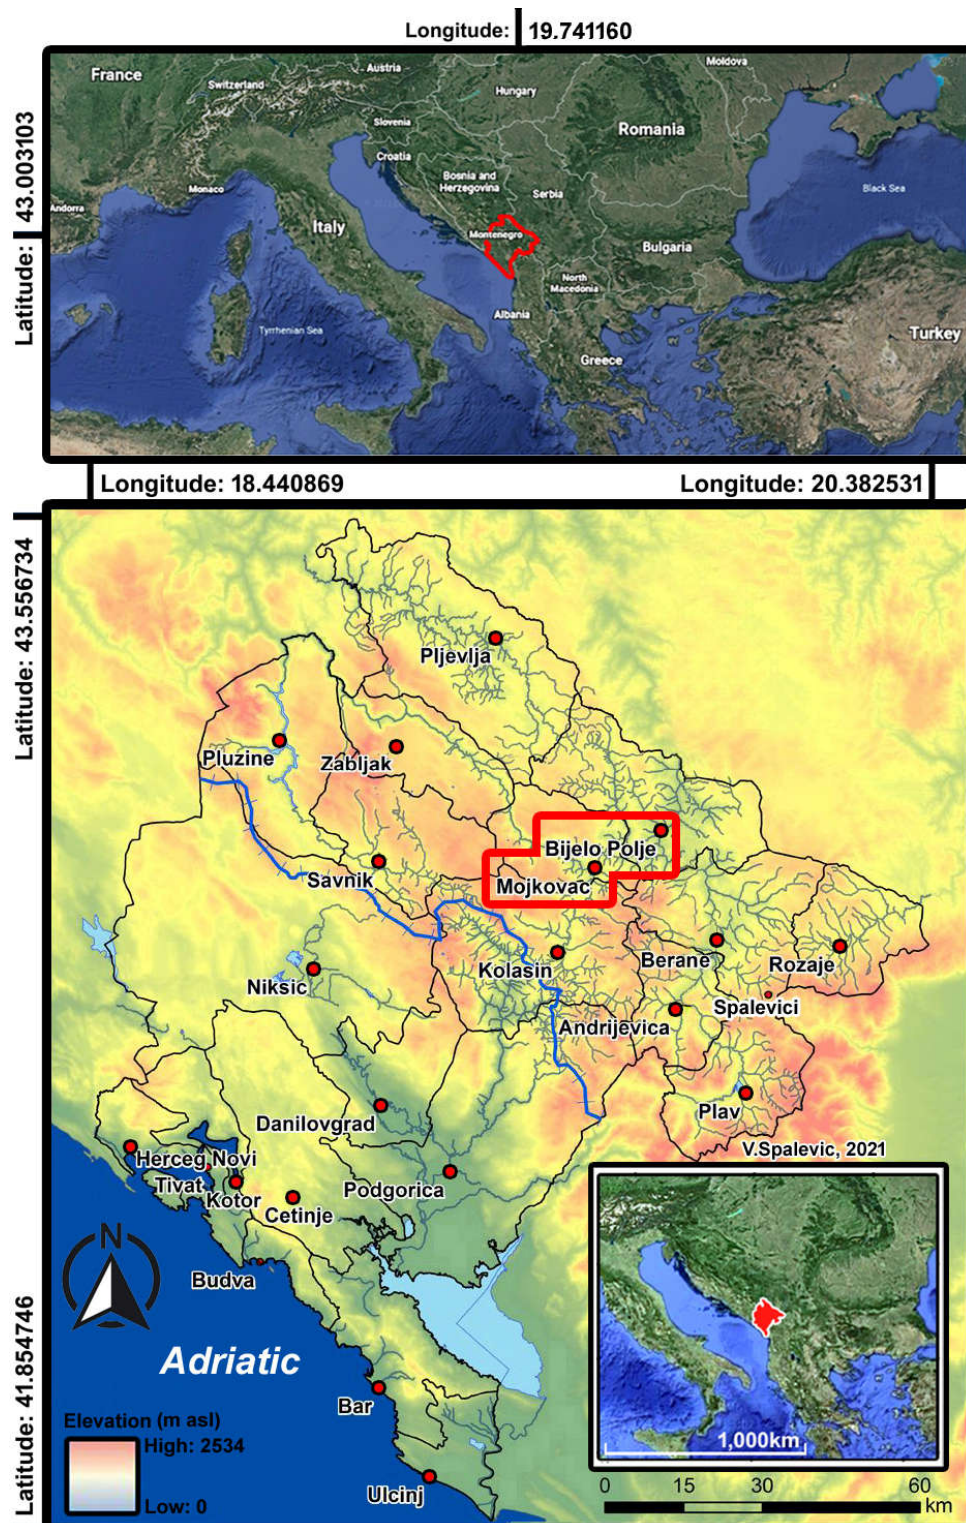 Longitude: 19.741160
Latitude: 43.003103
France
Switzerland
Austria
Moldova
Hungary
Slovenia
Romania
Croatia
Bosnia and
Herzegovina
Serbia
Monaco
Andorra
Black Sea
Italy
Montenegro
Bulgaria
North
Macedonia
Albania
Tyrrhenian Sea
Turkey
Greece
Longitude: 18.440869
Longitude: 20.382531
Latitude: 43.556734
Pljevlja
Pluzine
Zabljak
Bijelo Polje
Savnik
Mojkovac
Niksic
Kolasin
Berane
Rozaje
Spalevici
Andrijevica
Plav
Danilovgrad
V.Spalevic, 2021
Herceg Novi
Tivat
Kotor
Podgorica
Cetinje
N
Budva
Latitude: 41.854746
Adriatic
Bar
Elevation (m asl)
High: 2534
Low: 0
Ulcinj
1,000km
0 15 30 60
km